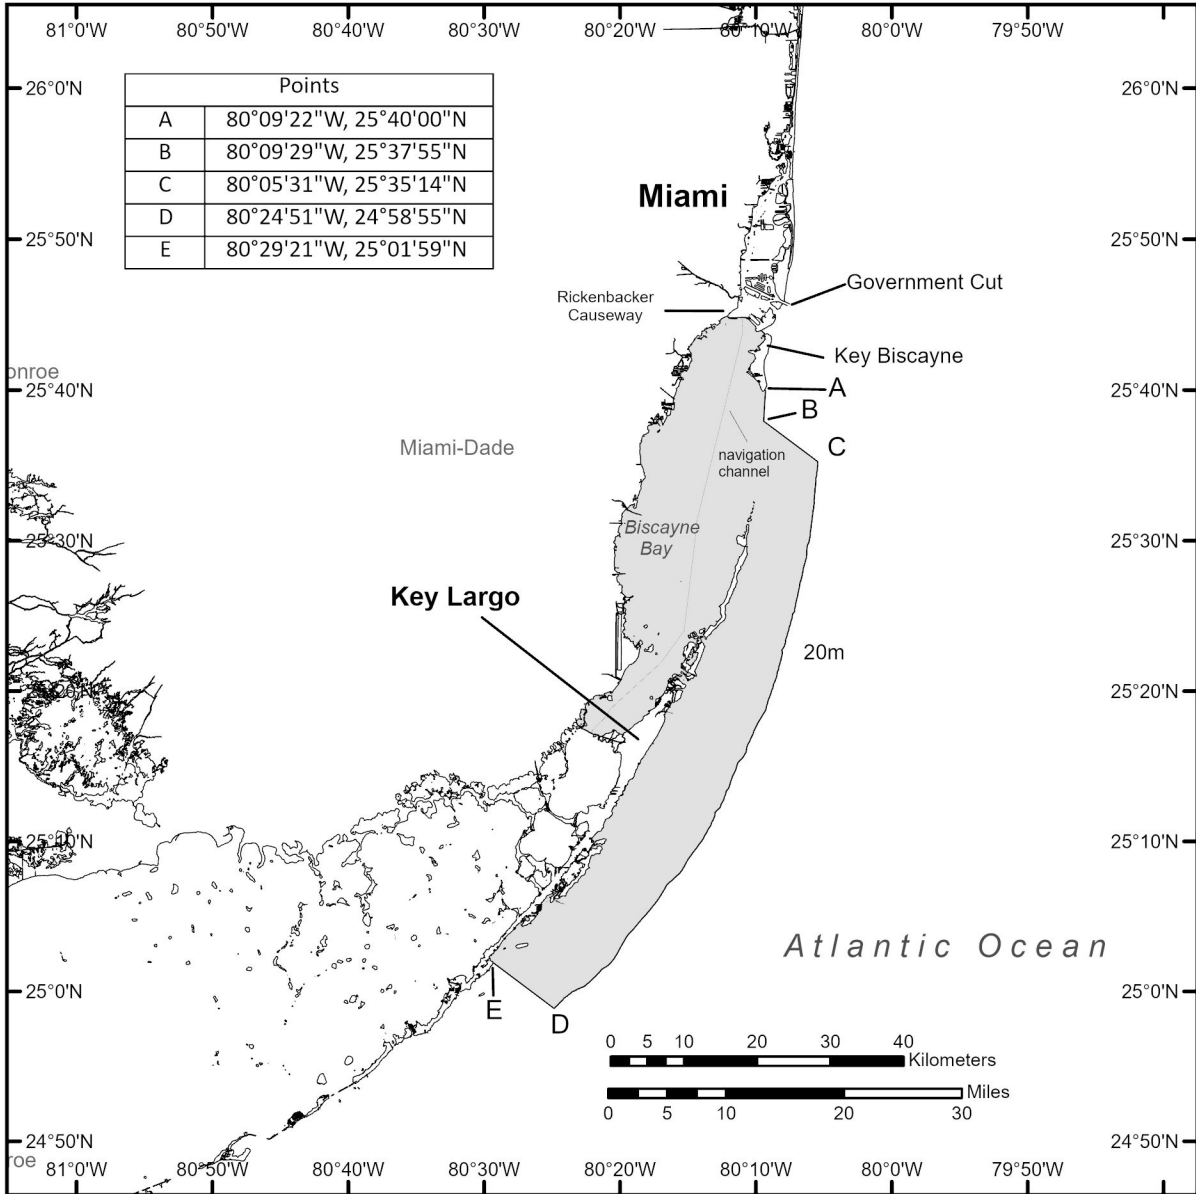 81°0'W 80°50'W 80°40'W 80°30'W 80°20'W 80°10'W 80°0'W 79°50'W
26°0'N 26°0'N
Points
A 80°09'22"W, 25°40'00"N
B 80°09'29"W, 25°37'55"N
C 80°05'31"W, 25°35'14"N
D 80°24'51"W, 24°58'55"N
E 80°29'21"W, 25°01'59"N
Miami
25°50'N 25°50'N
Government Cut
Rickenbacker
Causeway
Key Biscayne
onroe
25°40'N 25°40'N
A
B
C
Miami-Dade
navigation
channel
Biscayne
Bay
25°30'N 25°30'N
Key Largo
20m
25°20'N 25°20'N
25°10'N 25°10'N
Atlantic Ocean
25°0'N 25°0'N
E
D
0 5 10 20 30 40
Kilometers
Miles
0 5 10 20 30
24°50'N 24°50'N
roe
81°0'W 80°50'W 80°40'W 80°30'W 80°20'W 80°10'W 80°0'W 79°50'W